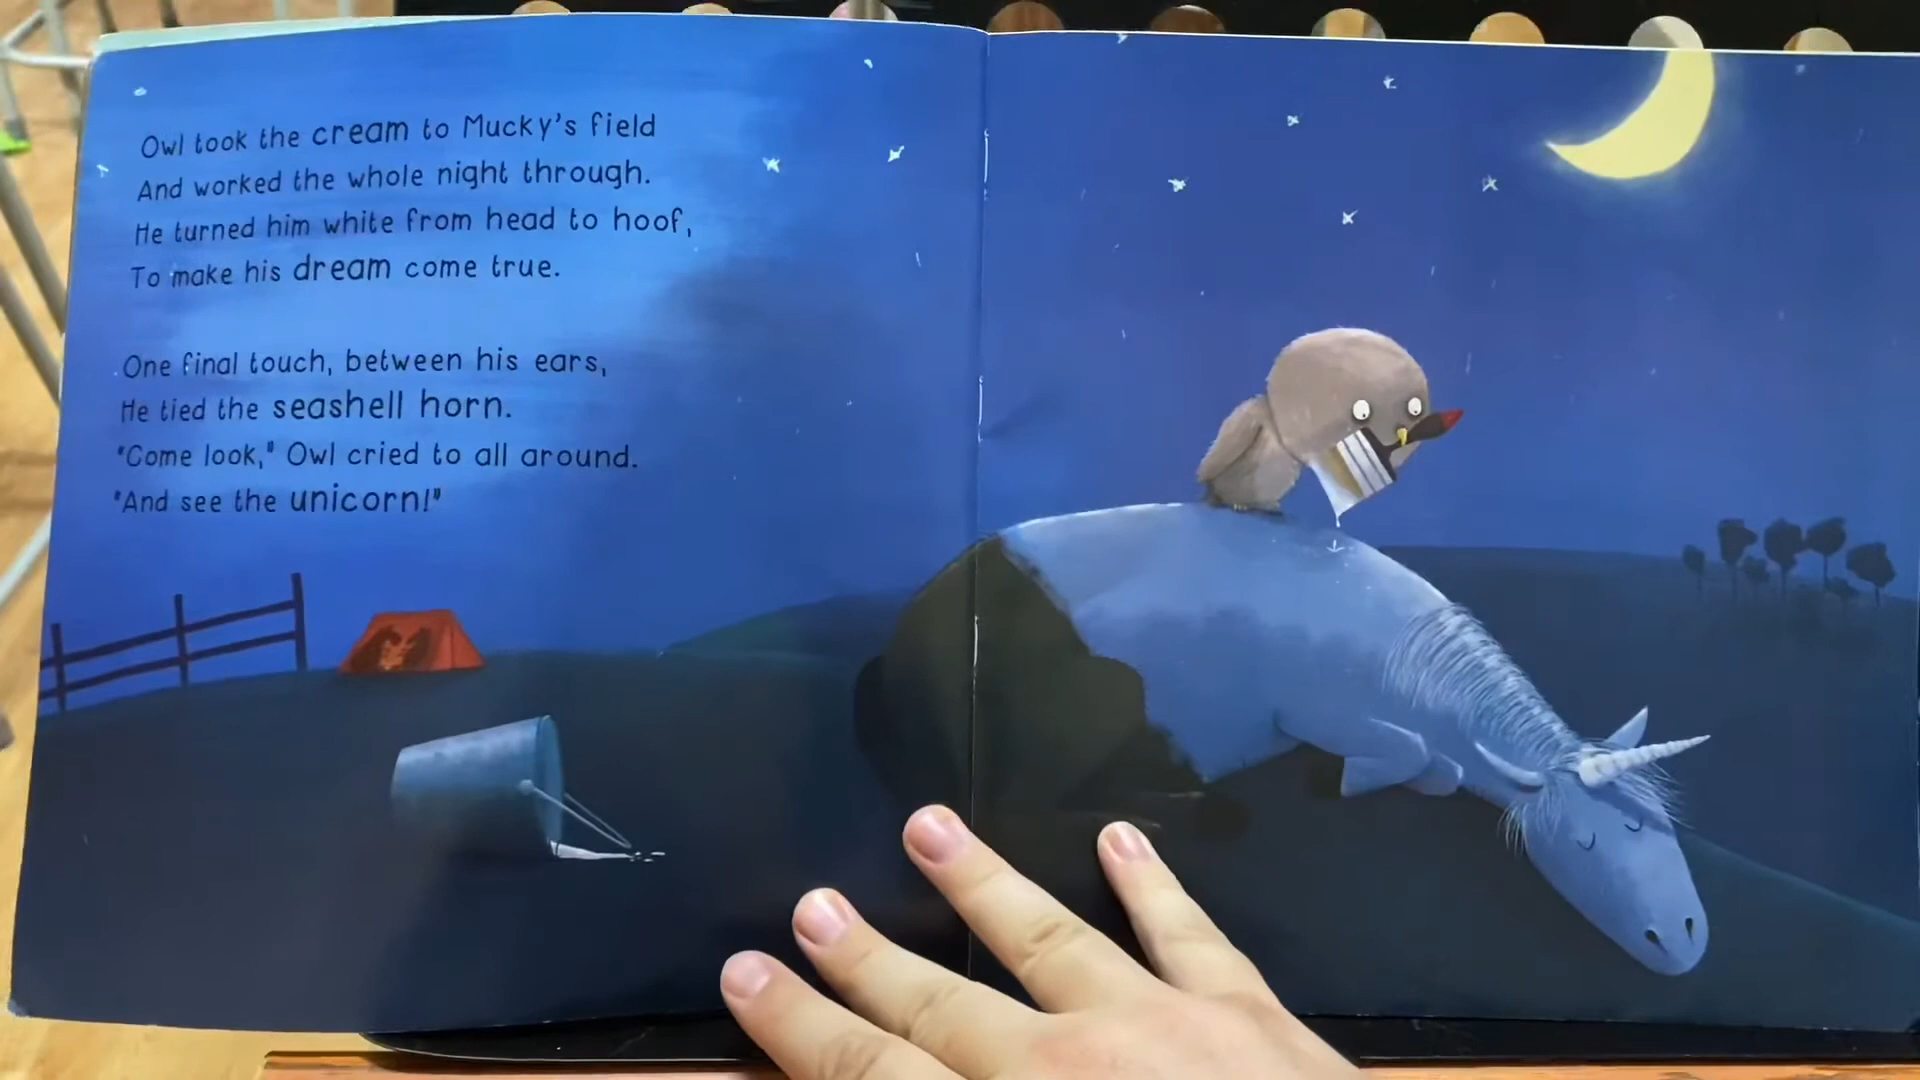 Owl took the cream to Mucky's field
And worked the whole night through.
He turned him white from head to hoof,
To make his dream come true.
One final touch, between his ears,
He tied the seashell horn.
"Come look," Owl cried to all around.
"And see the unicorn!"